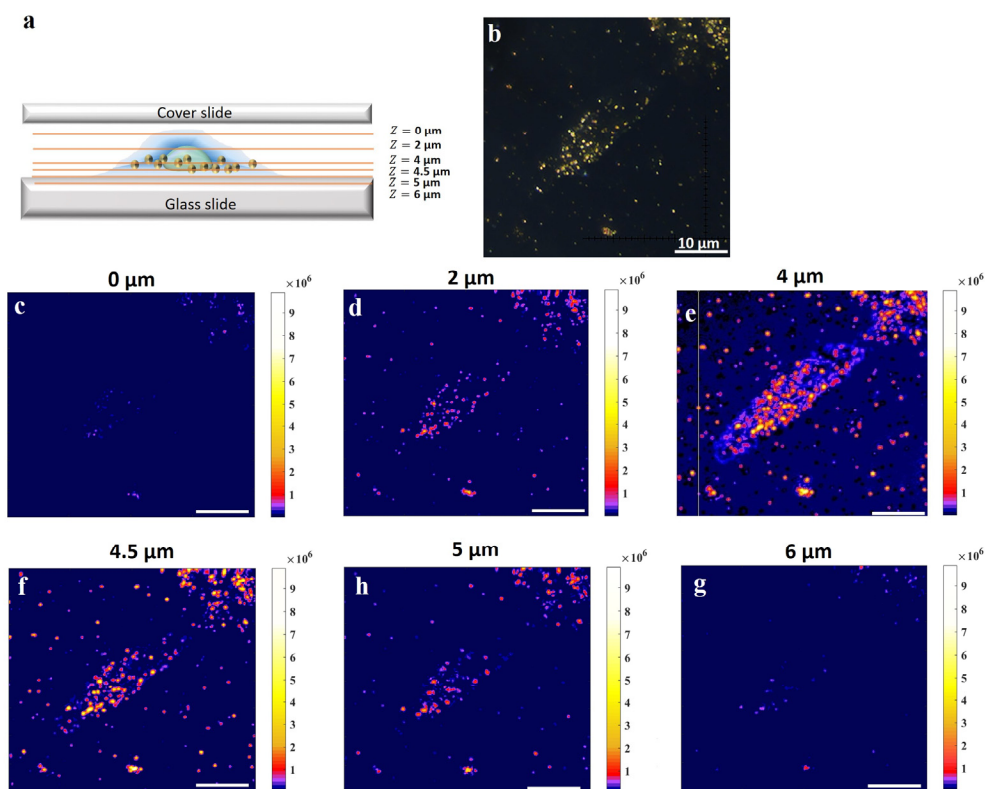 a
Cover slide
Z = 0 μm
Z = 2 μm
Z = 4 μm
Z = 4.5 μm
Z = 5 μm
Z = 6 μm
Glass slide
b
10 μm
0 μm
c
×10⁶
9
8
7
6
5
4
3
2
1
2 μm
d
×10⁶
9
8
7
6
5
4
3
2
1
4 μm
e
×10⁶
9
8
7
6
5
4
3
2
1
4.5 μm
f
×10⁶
9
8
7
6
5
4
3
2
1
5 μm
h
×10⁶
9
8
7
6
5
4
3
2
1
6 μm
g
×10⁶
9
8
7
6
5
4
3
2
1